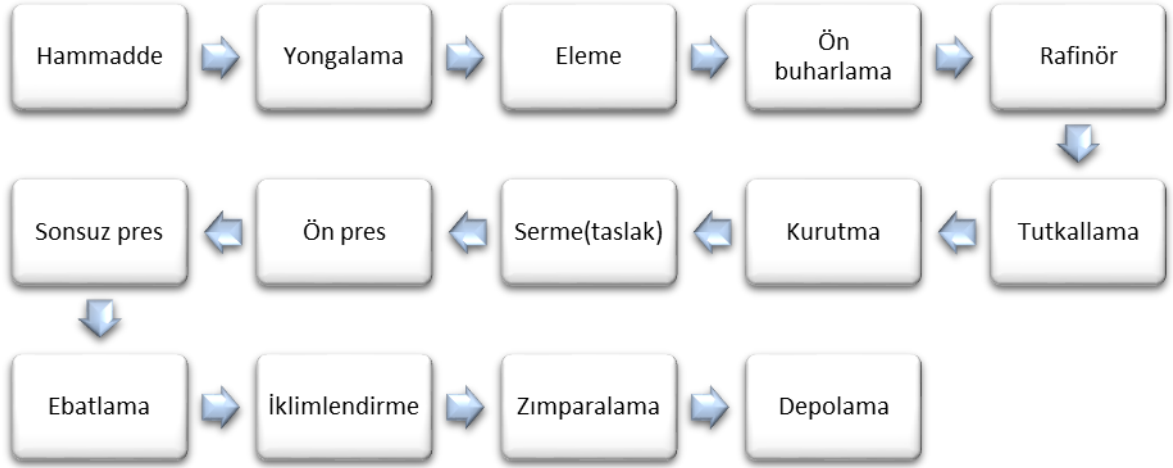 Hammadde
Yongalama
Eleme
Ön
buharlama
Rafinör
Tutkallama
Kurutma
Serme(taslak)
Ön pres
Sonsuz pres
Ebatlama
İklimlendirme
Zımparalama
Depolama